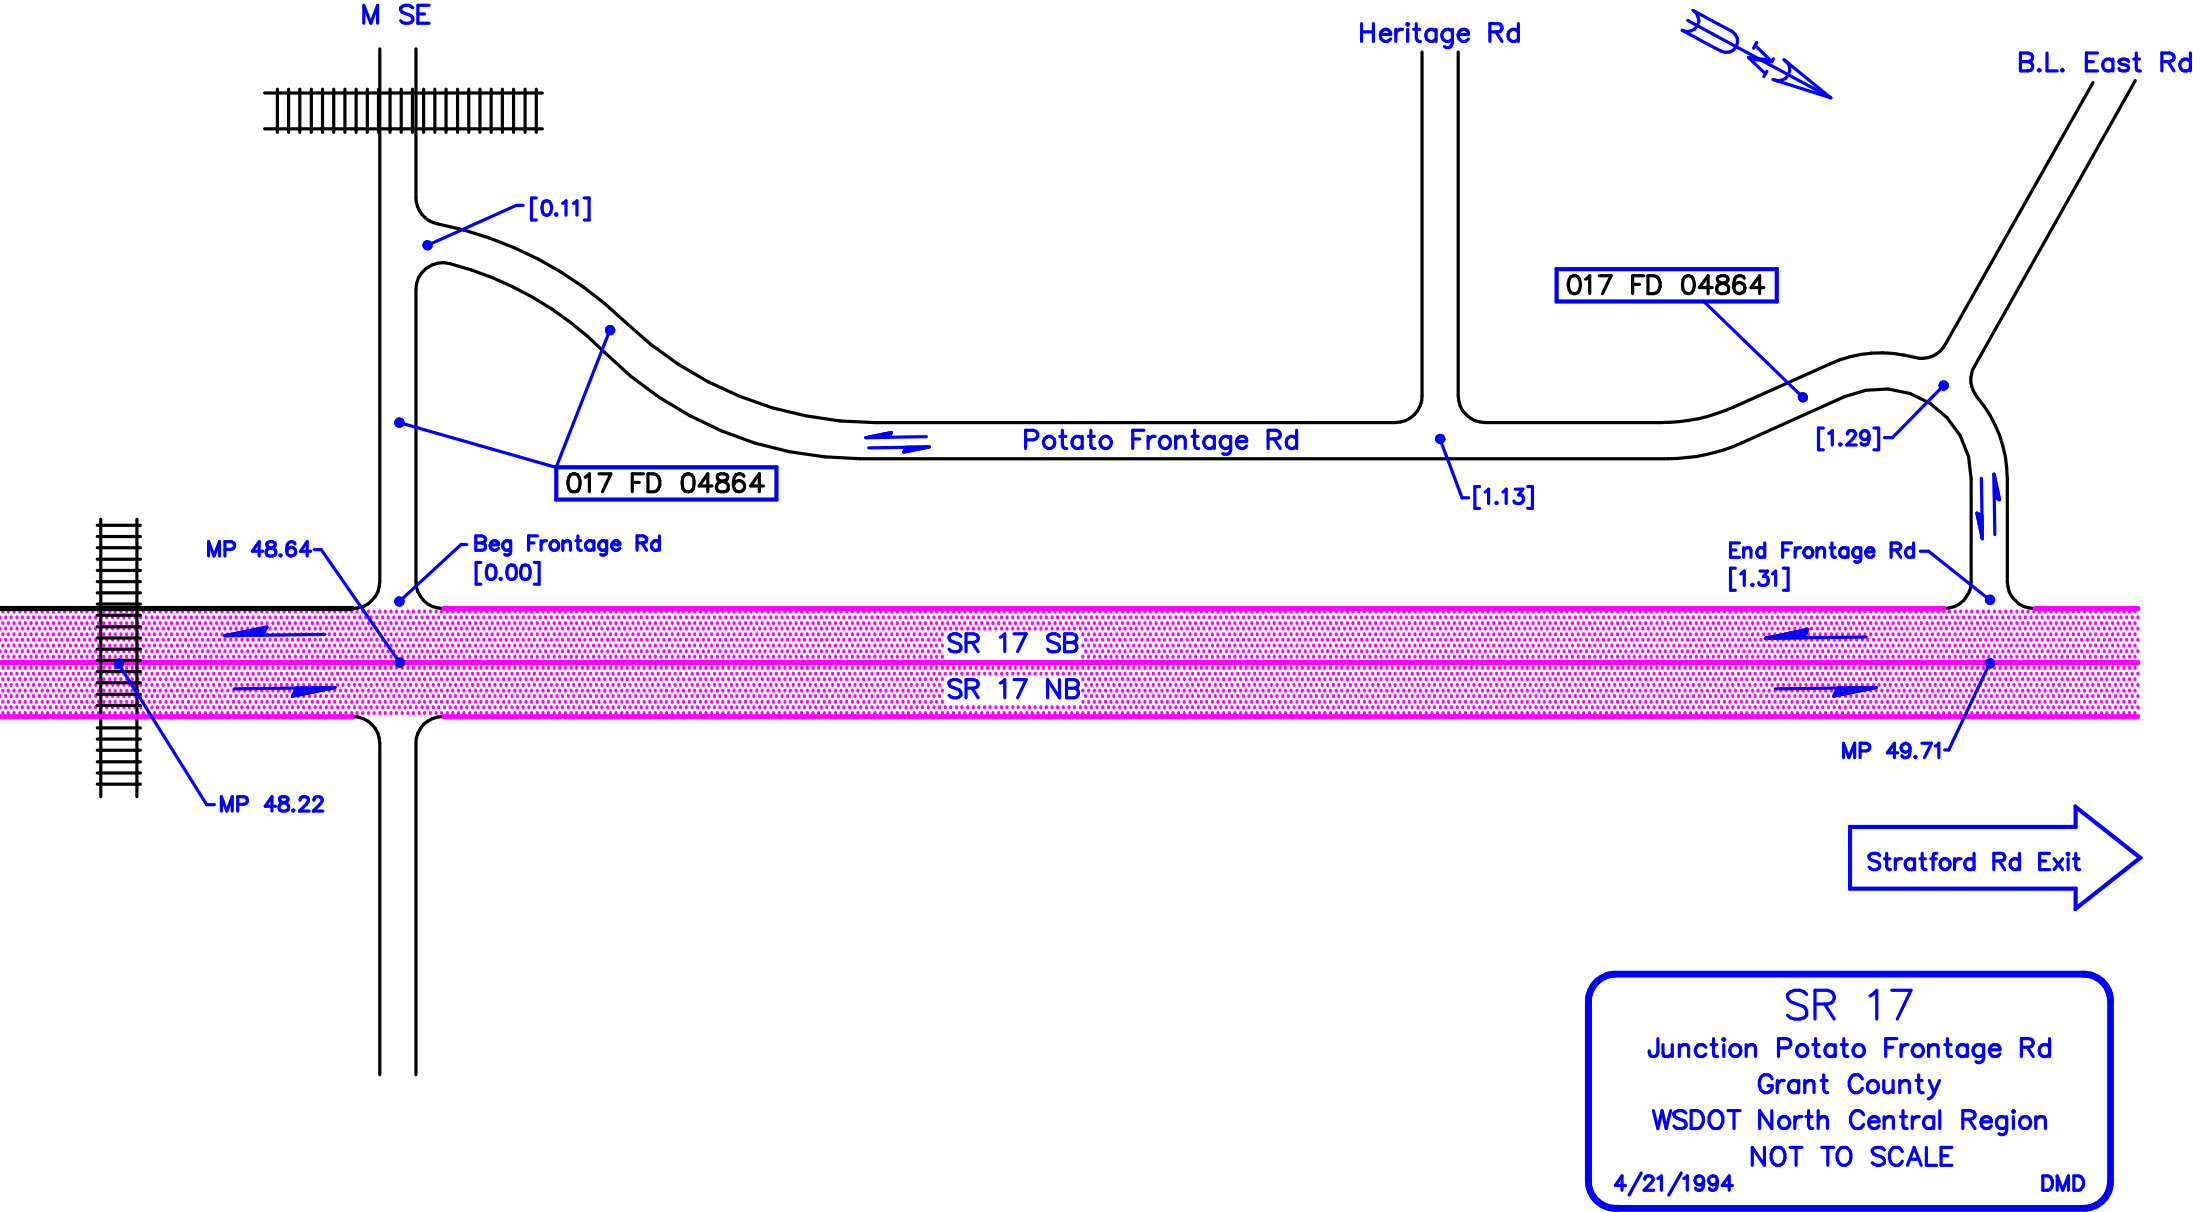 M SE
Heritage Rd
N
B.L. East Rd
[0.11]
017 FD 04864
Potato Frontage Rd
[1.29]
017 FD 04864
[1.13]
MP 48.64
Beg Frontage Rd
[0.00]
End Frontage Rd
[1.31]
SR 17 SB
SR 17 NB
MP 49.71
MP 48.22
Stratford Rd Exit
SR 17
Junction Potato Frontage Rd
Grant County
WSDOT North Central Region
NOT TO SCALE
4/21/1994 DMD